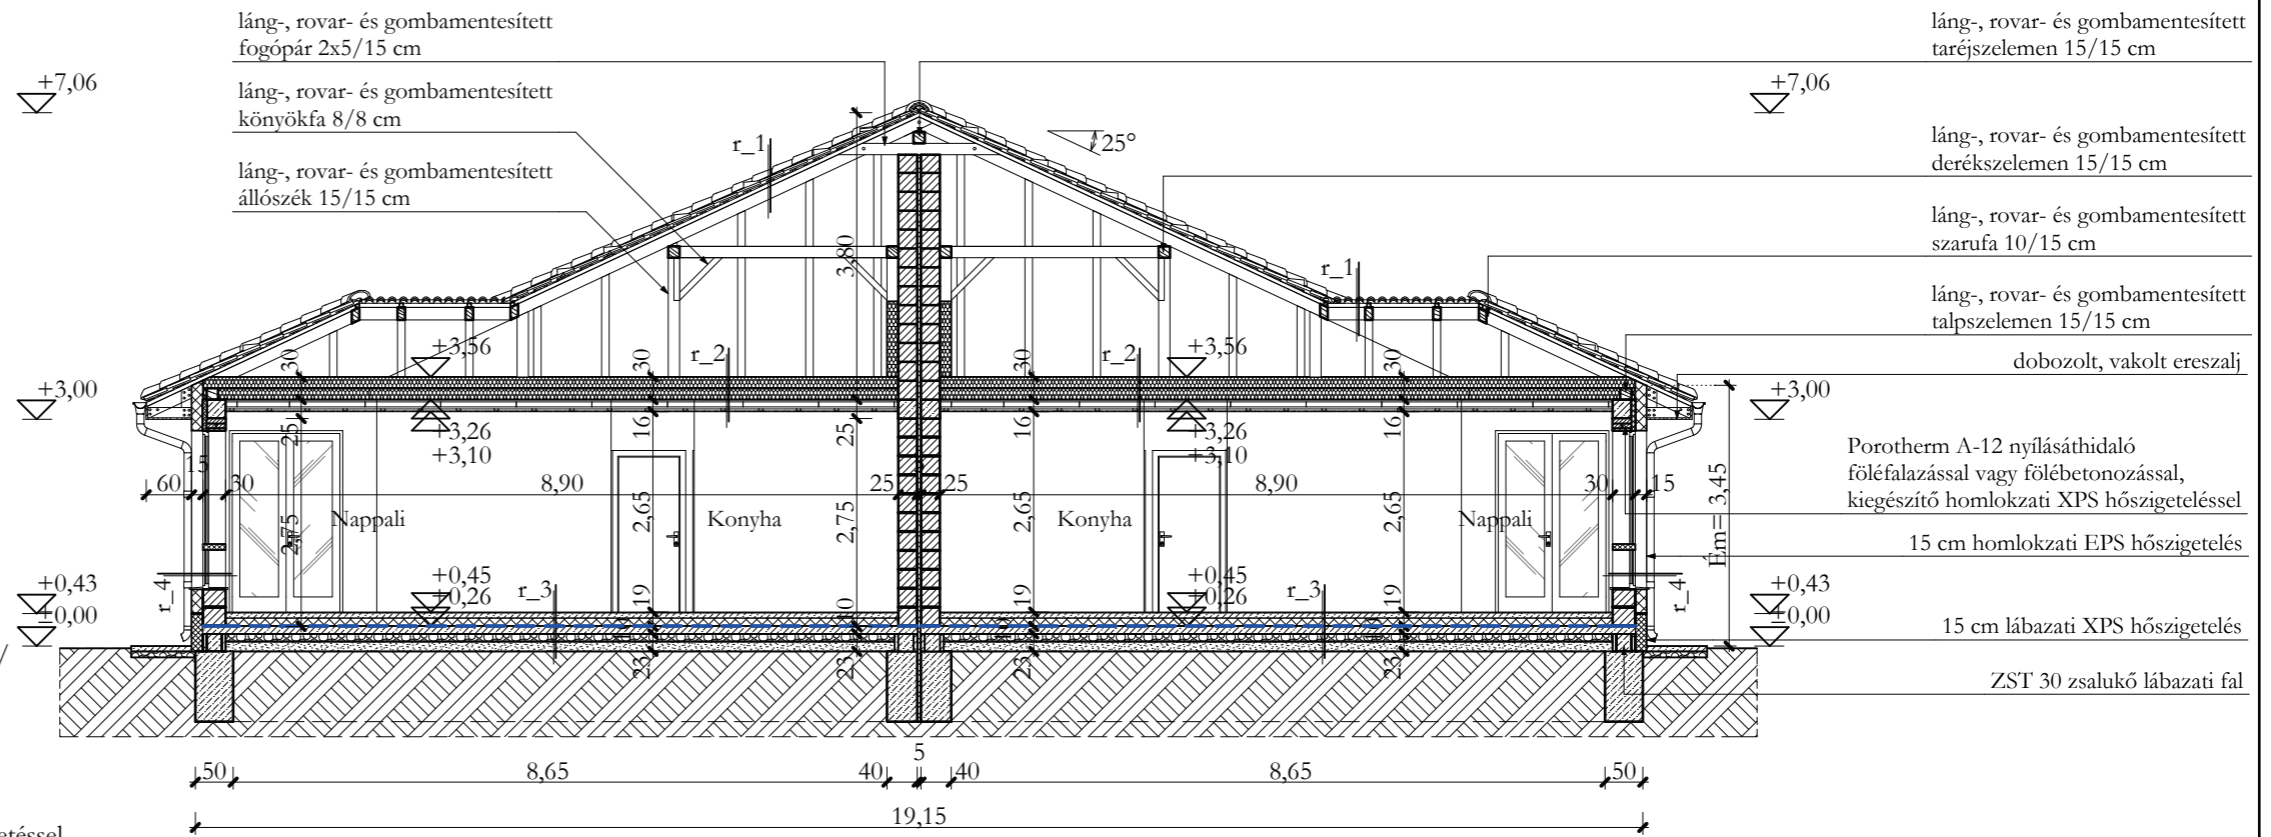 láng-, rovar- és gombamentesített
fogópár 2x5/15 cm
láng-, rovar- és gombamentesített
könyökfa 8/8 cm
láng-, rovar- és gombamentesített
állószék 15/15 cm
láng-, rovar- és gombamentesített
taréjszelemen 15/15 cm
láng-, rovar- és gombamentesített
derékszelemen 15/15 cm
láng-, rovar- és gombamentesített
szarufa 10/15 cm
láng-, rovar- és gombamentesített
talpszelemen 15/15 cm
dobozolt, vakolt ereszalj
Porotherm A-12 nyílásáthidaló
föléfalazással vagy fölébetonozással,
kiegészítő homlokzati XPS hőszigeteléssel
15 cm homlokzati EPS hőszigetelés
15 cm lábazati XPS hőszigetelés
ZST 30 zsalukő lábazati fal
+7,06
+7,06
r_1
25°
3,80
r_1
+3,56
+3,56
30
30
30
30
r_2
r_2
+3,00
+3,00
25
16
25
16
16
+3,26
+3,10
+3,26
+3,10
60
15
30
8,90
25
25
8,90
30
15
2,75
Nappali
2,65
Konyha
2,75
2,65
Konyha
2,65
Nappali
Ém= 3,45
+0,43
±0,00
r_4
+0,45
+0,26
r_3
19
10
19
+0,45
+0,26
r_3
19
r_4
+0,43
±0,00
23
23
23
23
5
50
8,65
40
40
8,65
50
19,15
etéssel